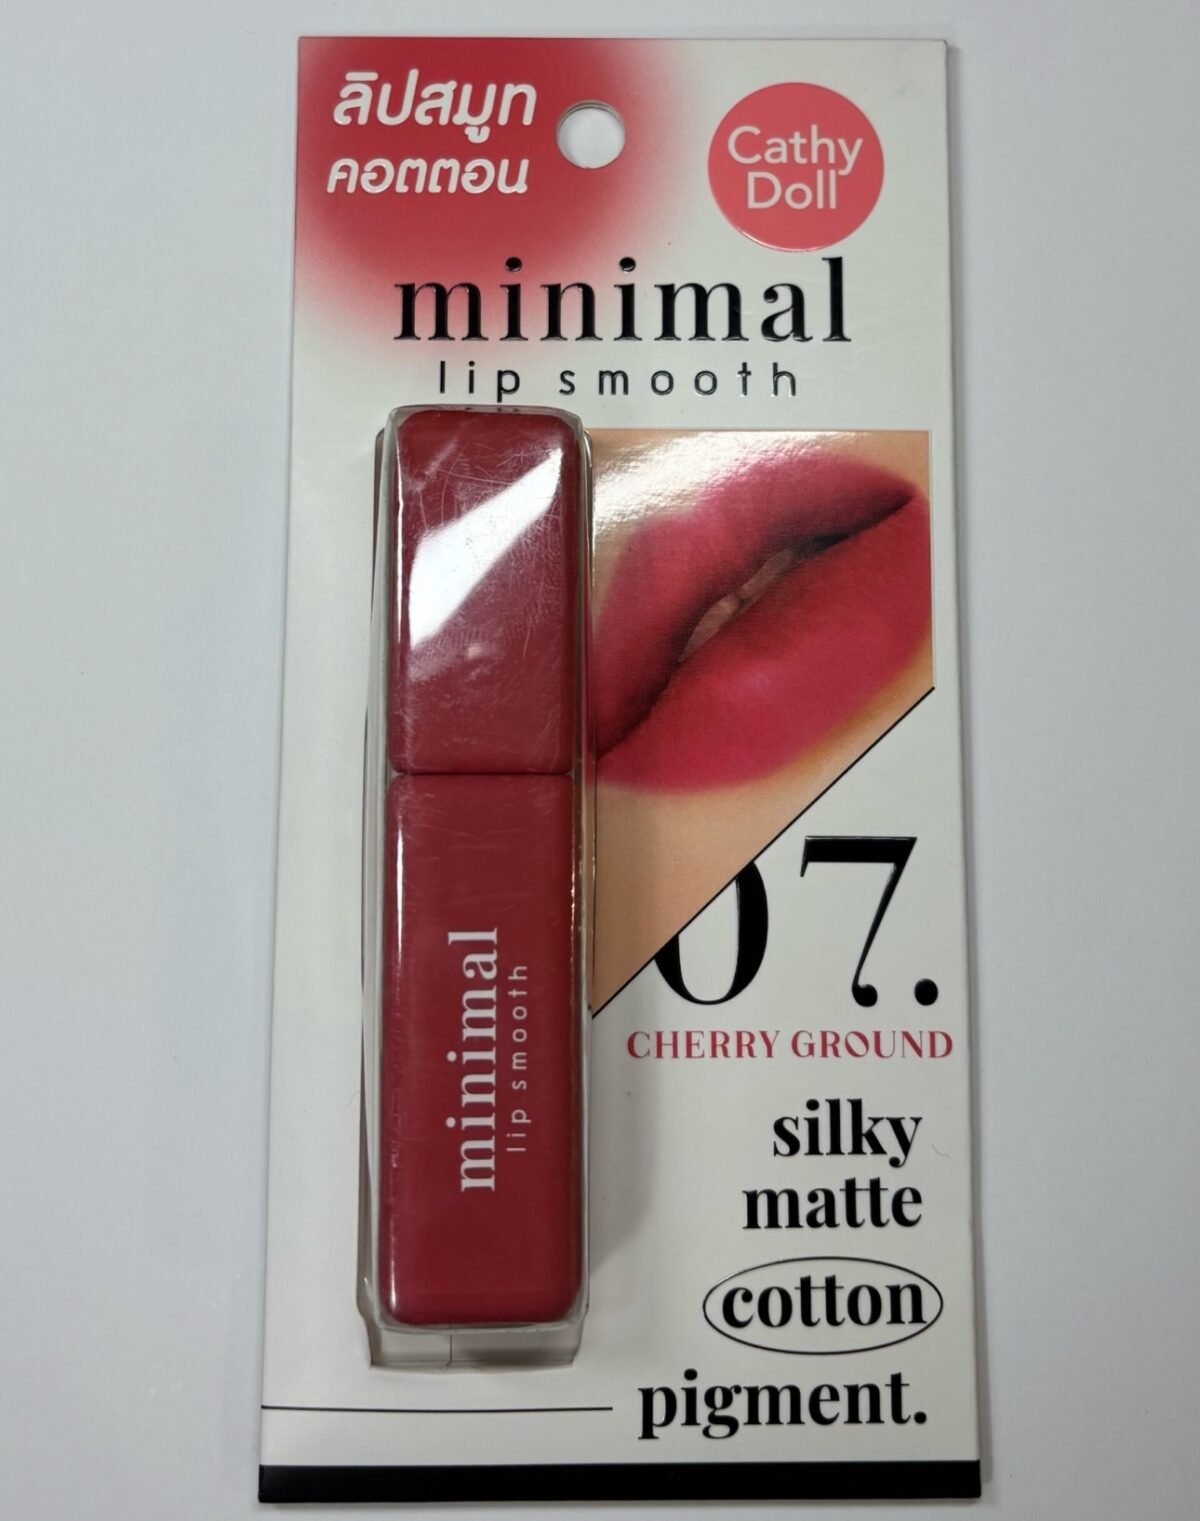 ลิปสมูท
คอตตอน
Cathy
Doll
minimal
lip smooth
minimal
lip smooth
07.
CHERRY GROUND
silky
matte
cotton
pigment.